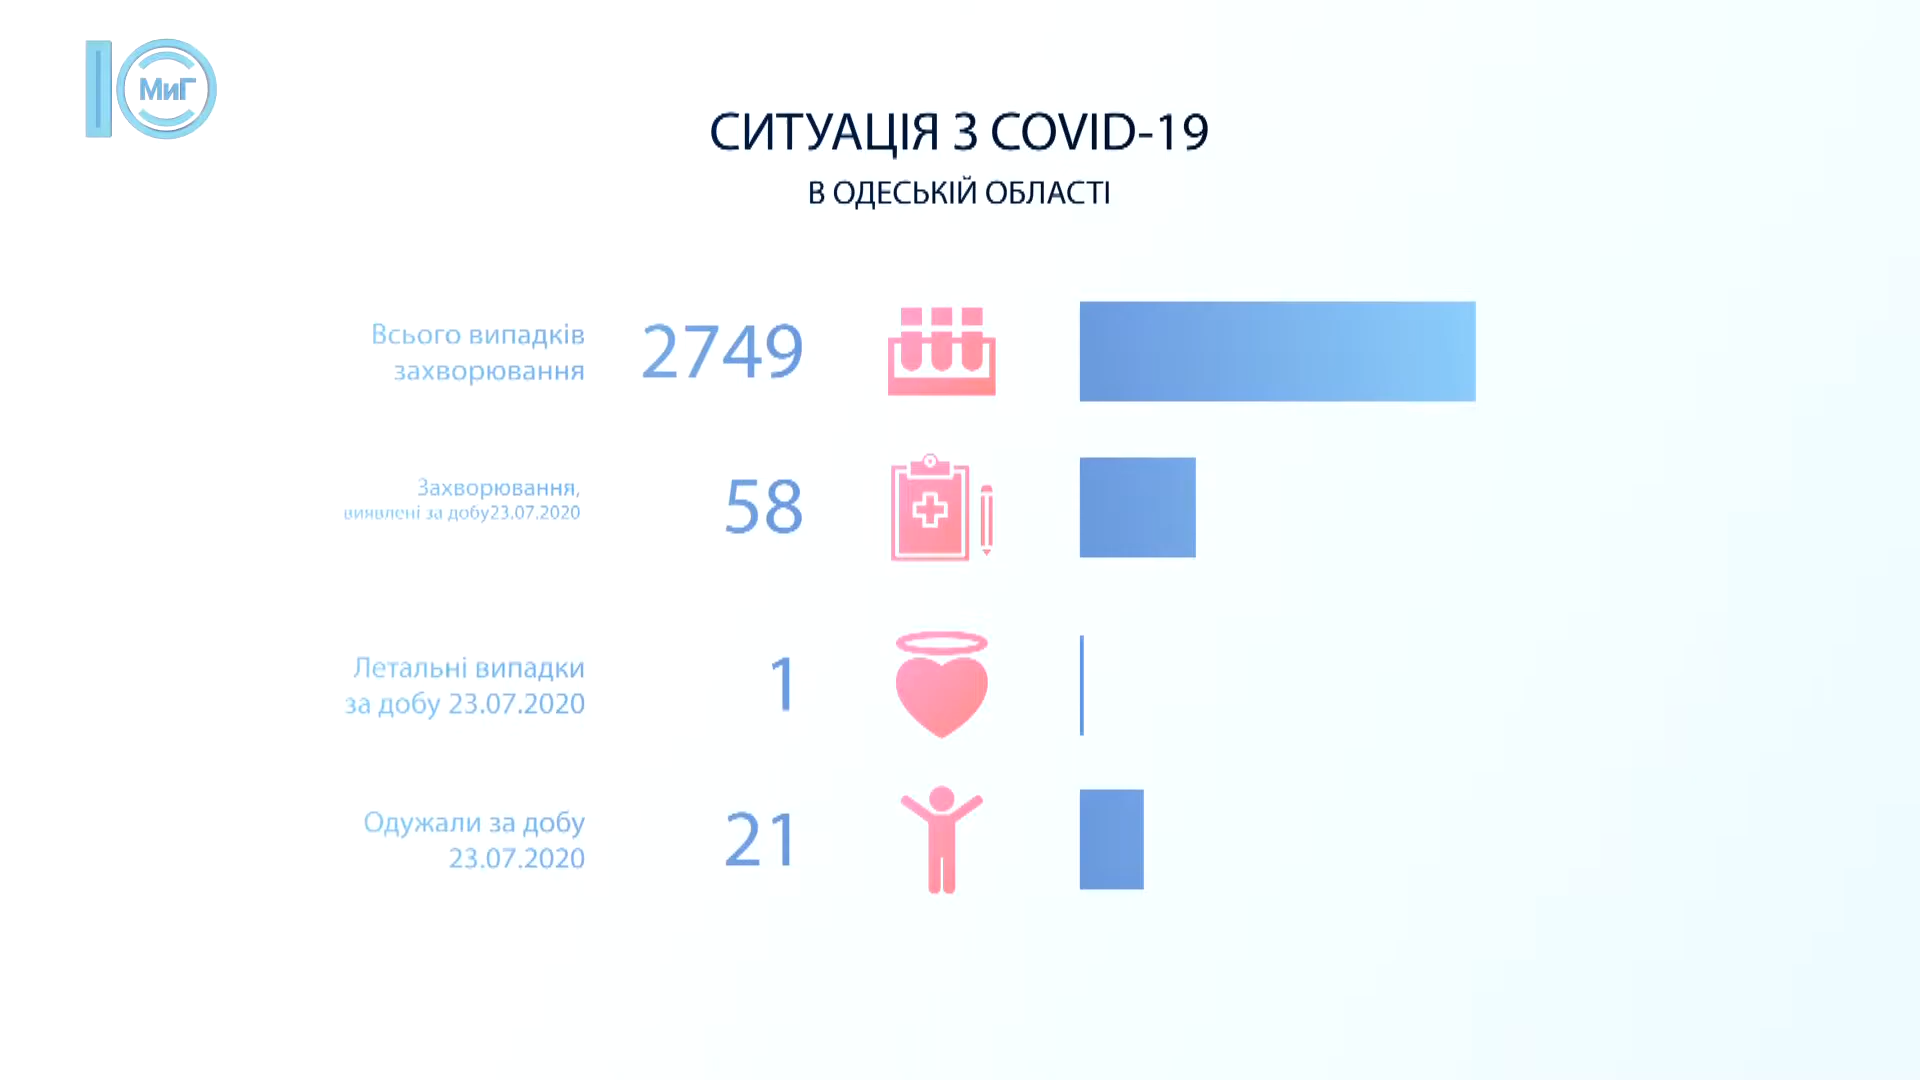 МиГ
СИТУАЦІЯ З COVID-19
В ОДЕСЬКІЙ ОБЛАСТІ
Всього випадків
захворювання
2749
Захворювання,
виявлені за добу23.07.2020
58
Летальні випадки
за добу 23.07.2020
1
Одужали за добу
23.07.2020
21